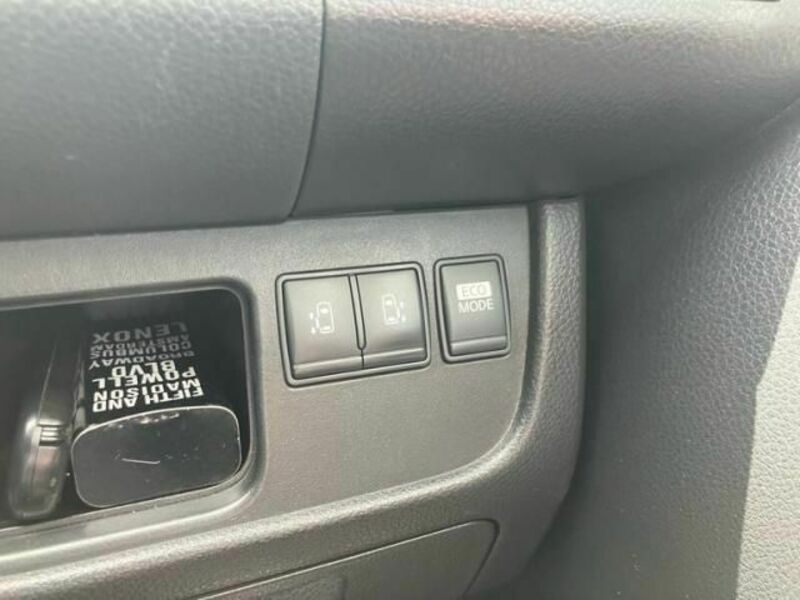 ECO
MODE
FIFTH AND
MADISON
POWELL
BLVD
BROADWAY
COLUMBUS
AMSTERDAM
LENOX